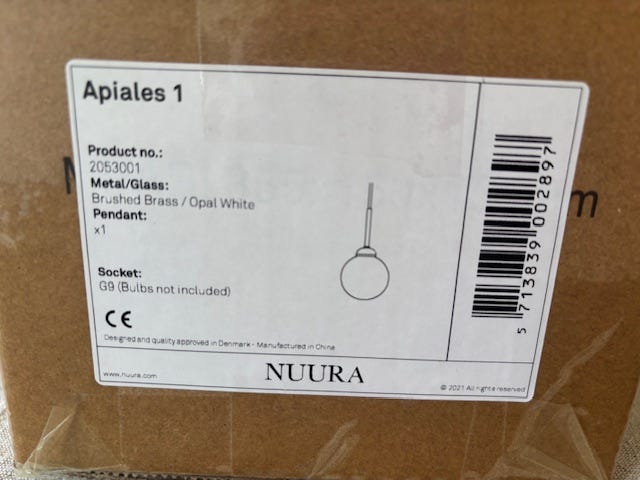 Apiales 1
Product no.:
2053001
Metal/Glass:
Brushed Brass / Opal White
Pendant:
x1
Socket:
G9 (Bulbs not included)
CE
Designed and quality approved in Denmark - Manufactured in China
www.nuura.com
NUURA
© 2021 All rights reserved
5 713839 002897
m